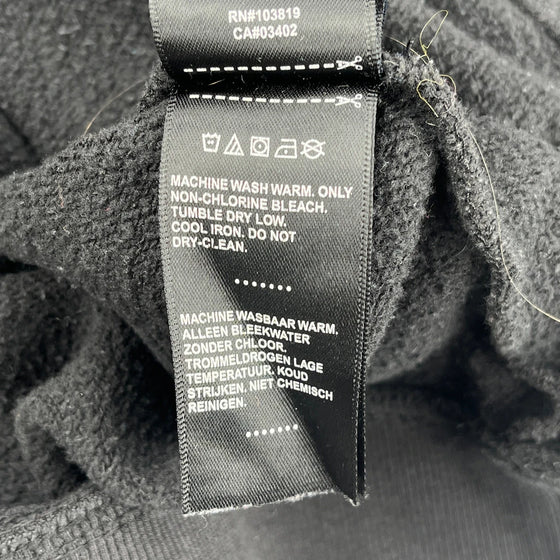 RN#103819
CA#03402
MACHINE WASH WARM. ONLY
NON-CHLORINE BLEACH.
TUMBLE DRY LOW.
COOL IRON. DO NOT
DRY-CLEAN.
MACHINE WASBAAR WARM.
ALLEEN BLEEKWATER
ZONDER CHLOOR.
TROMMELDROGEN LAGE
TEMPERATUUR. KOUD
STRIJKEN. NIET CHEMISCH
REINIGEN.